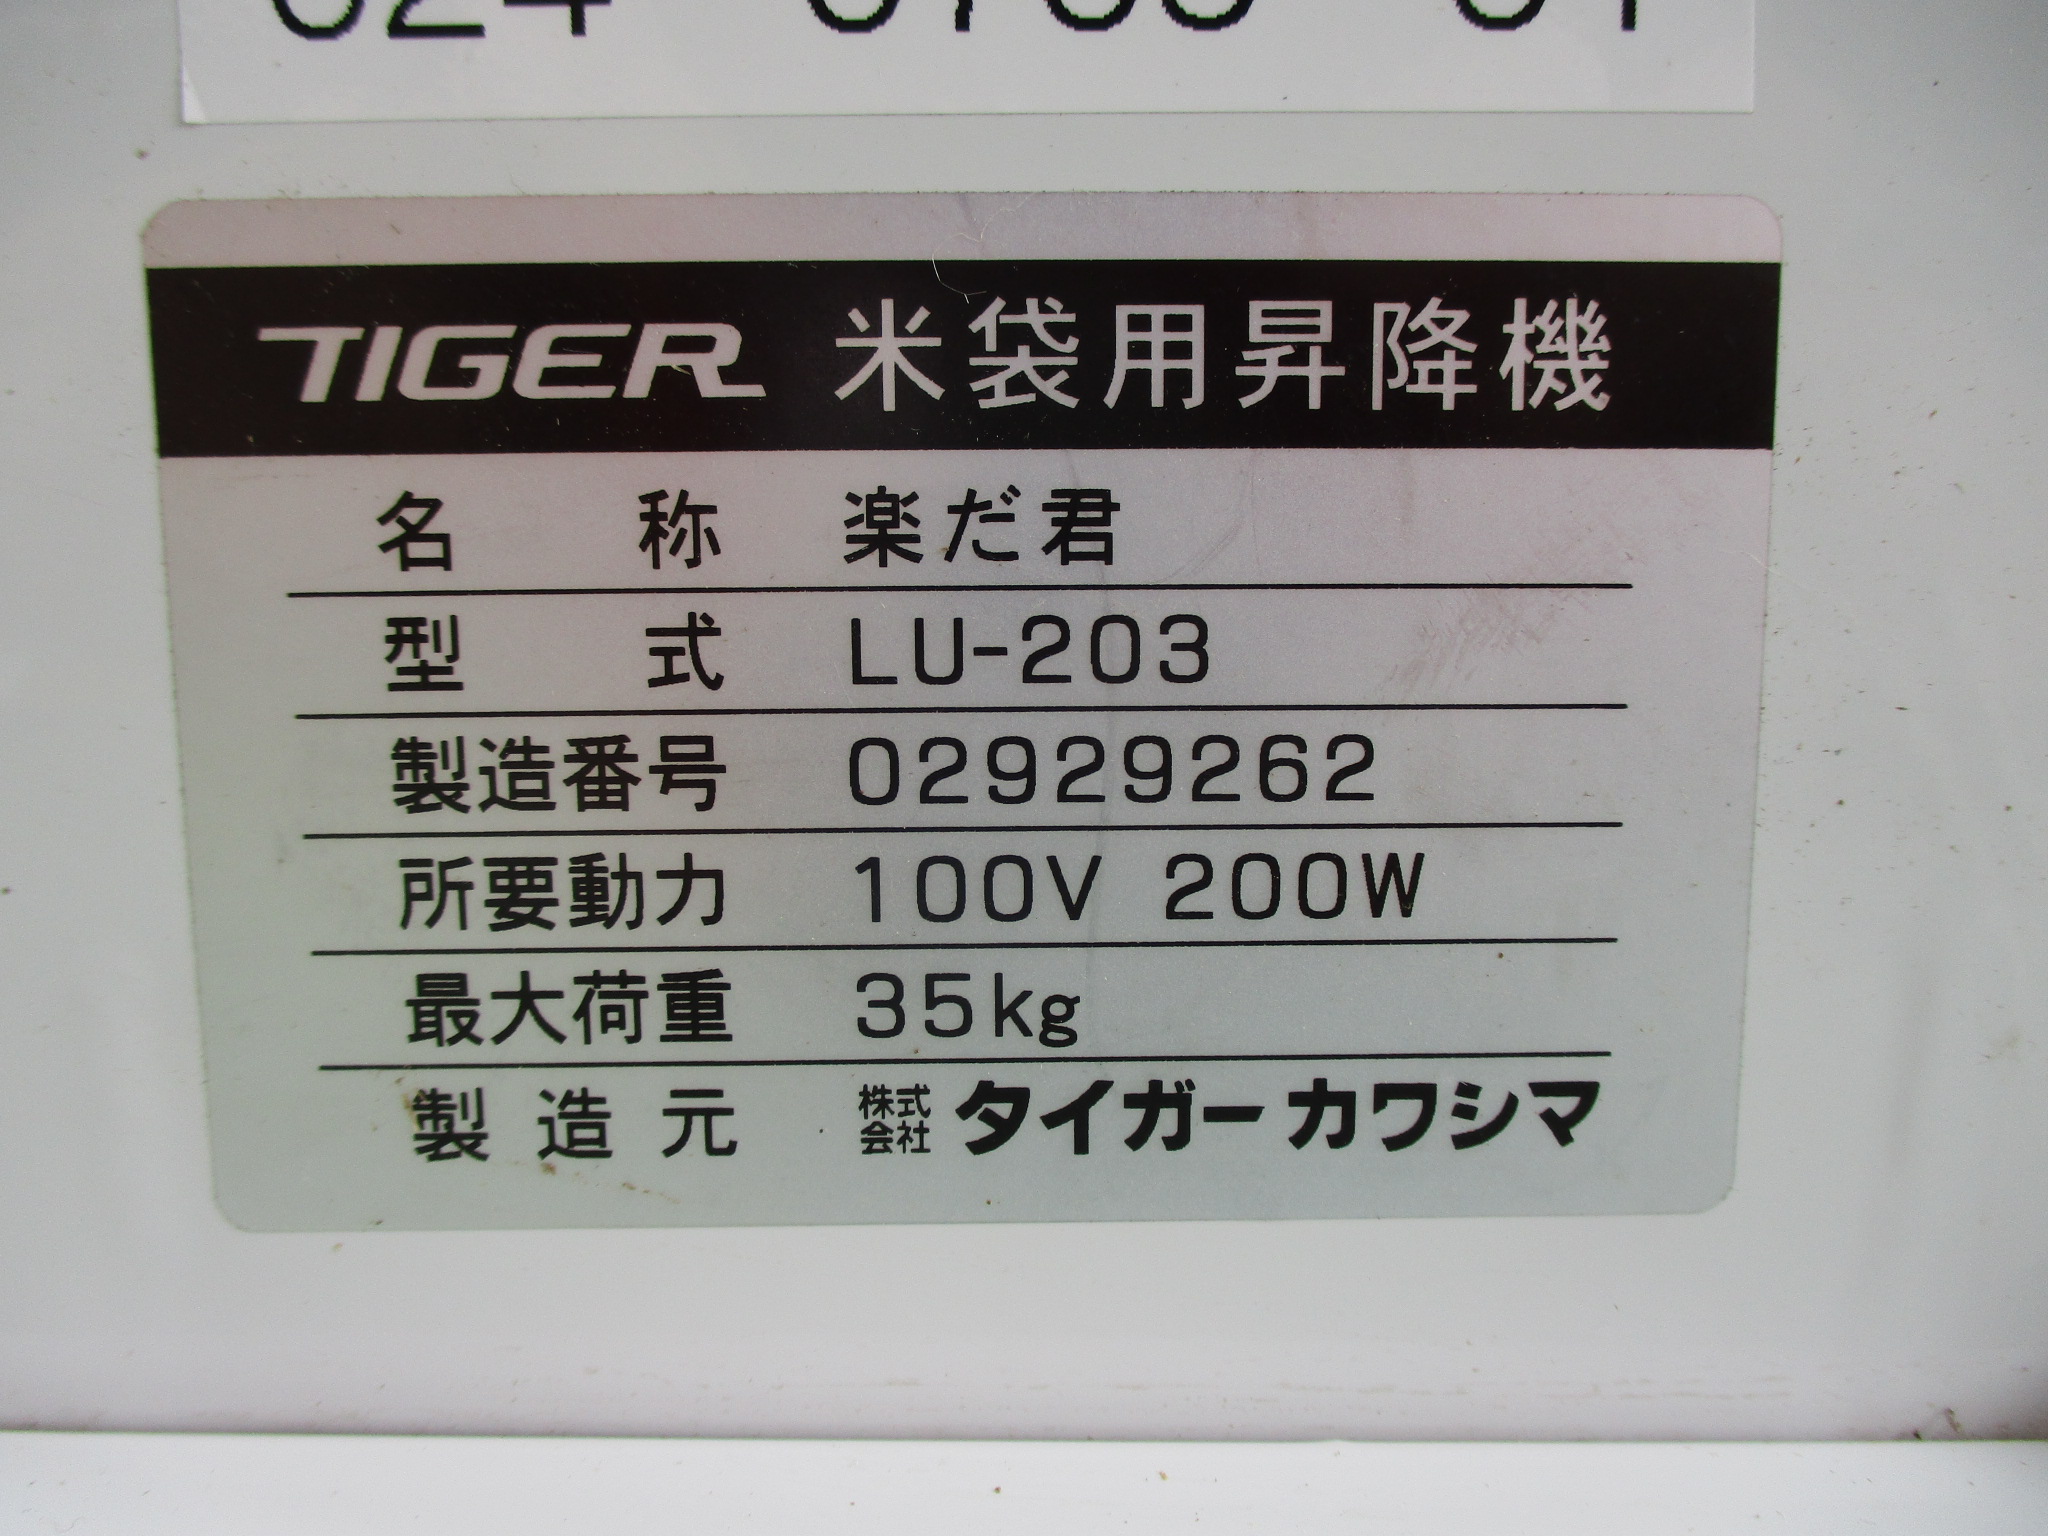 TIGER 米袋用昇降機
名称 楽だ君
型式 LU-203
製造番号 02929262
所要動力 100V 200W
最大荷重 35kg
製造元 株式会社 タイガーカワシマ